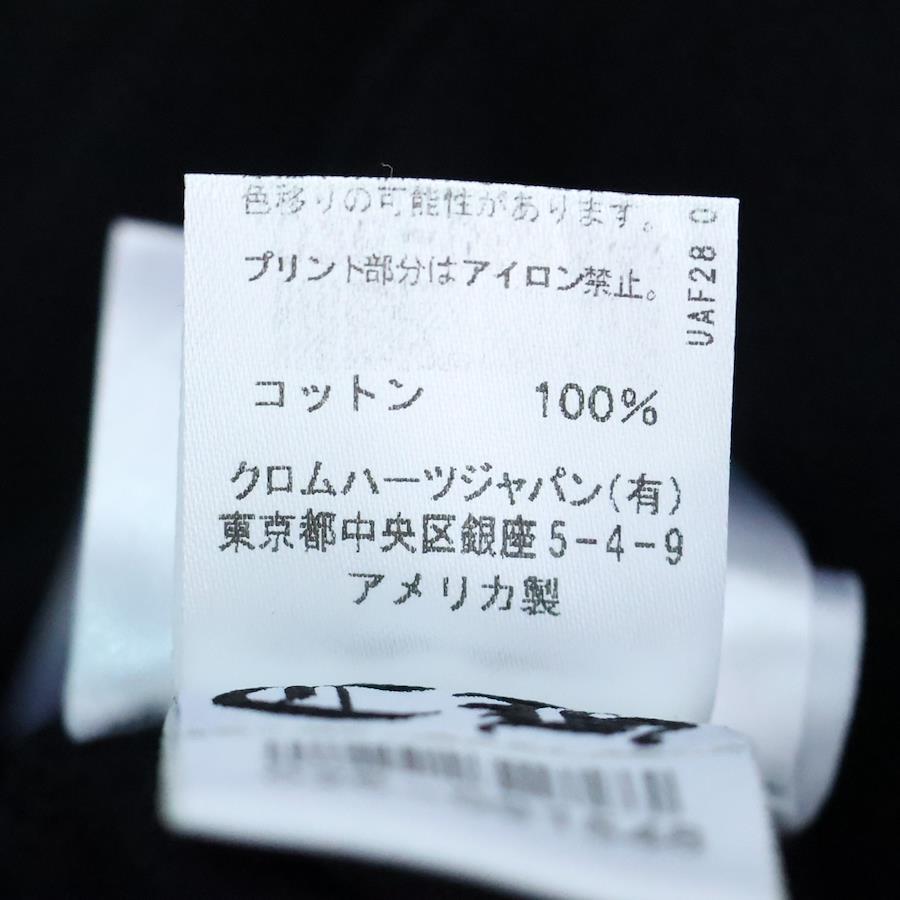 色移りの可能性があります。
プリント部分はアイロン禁止。
UAF28 0
コットン 100%
クロムハーツジャパン(有)
東京都中央区銀座5-4-9
アメリカ製